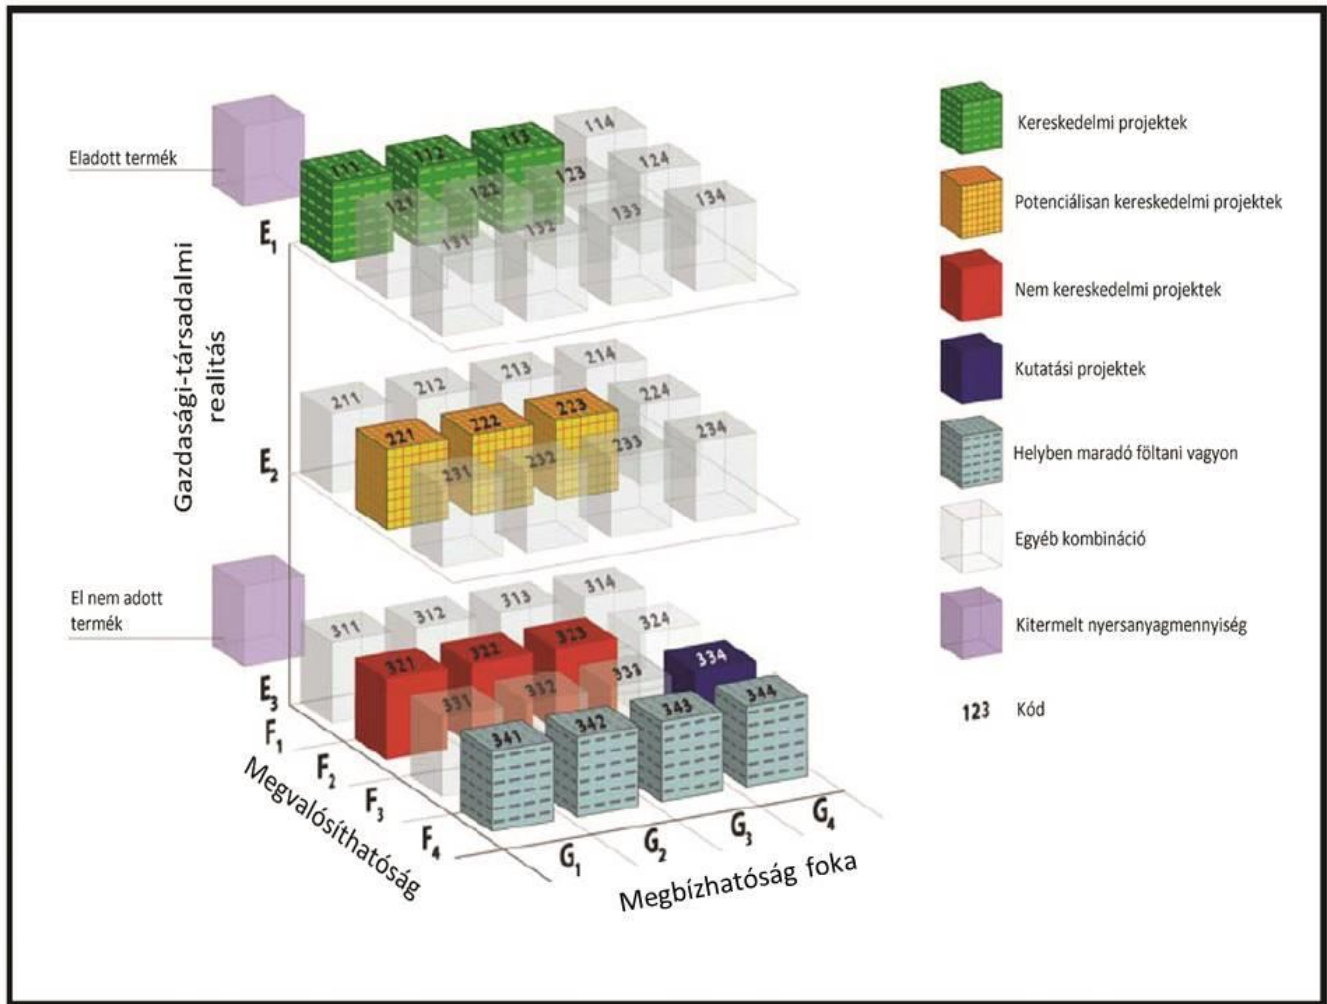 Eladott termék
E1
Gazdasági-társadalmi
realitás
E2
El nem adott
termék
E3
F1
F2
F3
F4
Megvalósíthatóság
G1
G2
G3
G4
Megbízhatóság foka
111
112
113
114
121
122
123
124
131
132
133
134
211
212
213
214
221
222
223
224
231
232
233
234
311
312
313
314
321
322
323
324
331
332
333
334
341
342
343
344
Kereskedelmi projektek
Potenciálisan kereskedelmi projektek
Nem kereskedelmi projektek
Kutatási projektek
Helyben maradó föltani vagyon
Egyéb kombináció
Kitermelt nyersanyagmennyiség
123 Kód